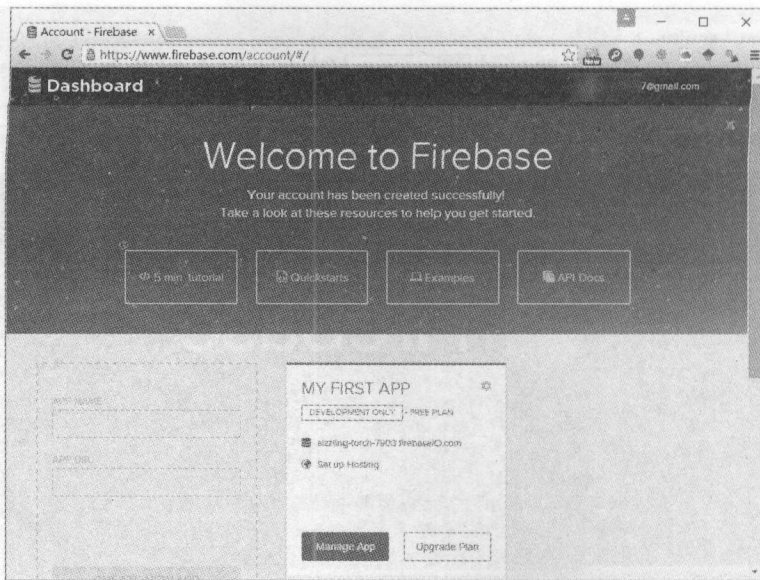 Account - Firebase
https://www.firebase.com/account/#/
New
Dashboard
7@gmail.com
Welcome to Firebase
Your account has been created successfully!
Take a look at these resources to help you get started.
5 min tutorial
Quickstarts
Examples
API Docs
APP NAME
APP URL
MY FIRST APP
DEVELOPMENT ONLY - FREE PLAN
sizzling-torch-7903.firebaseIO.com
Set up Hosting
Manage App
Upgrade Plan